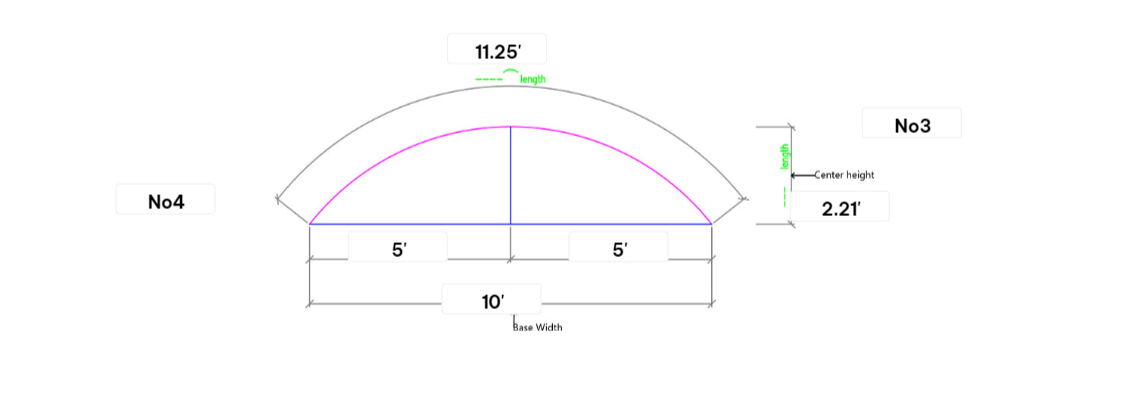 11.25'
---- length
No3
length
Center height
No4
2.21'
5'
5'
10'
Base Width